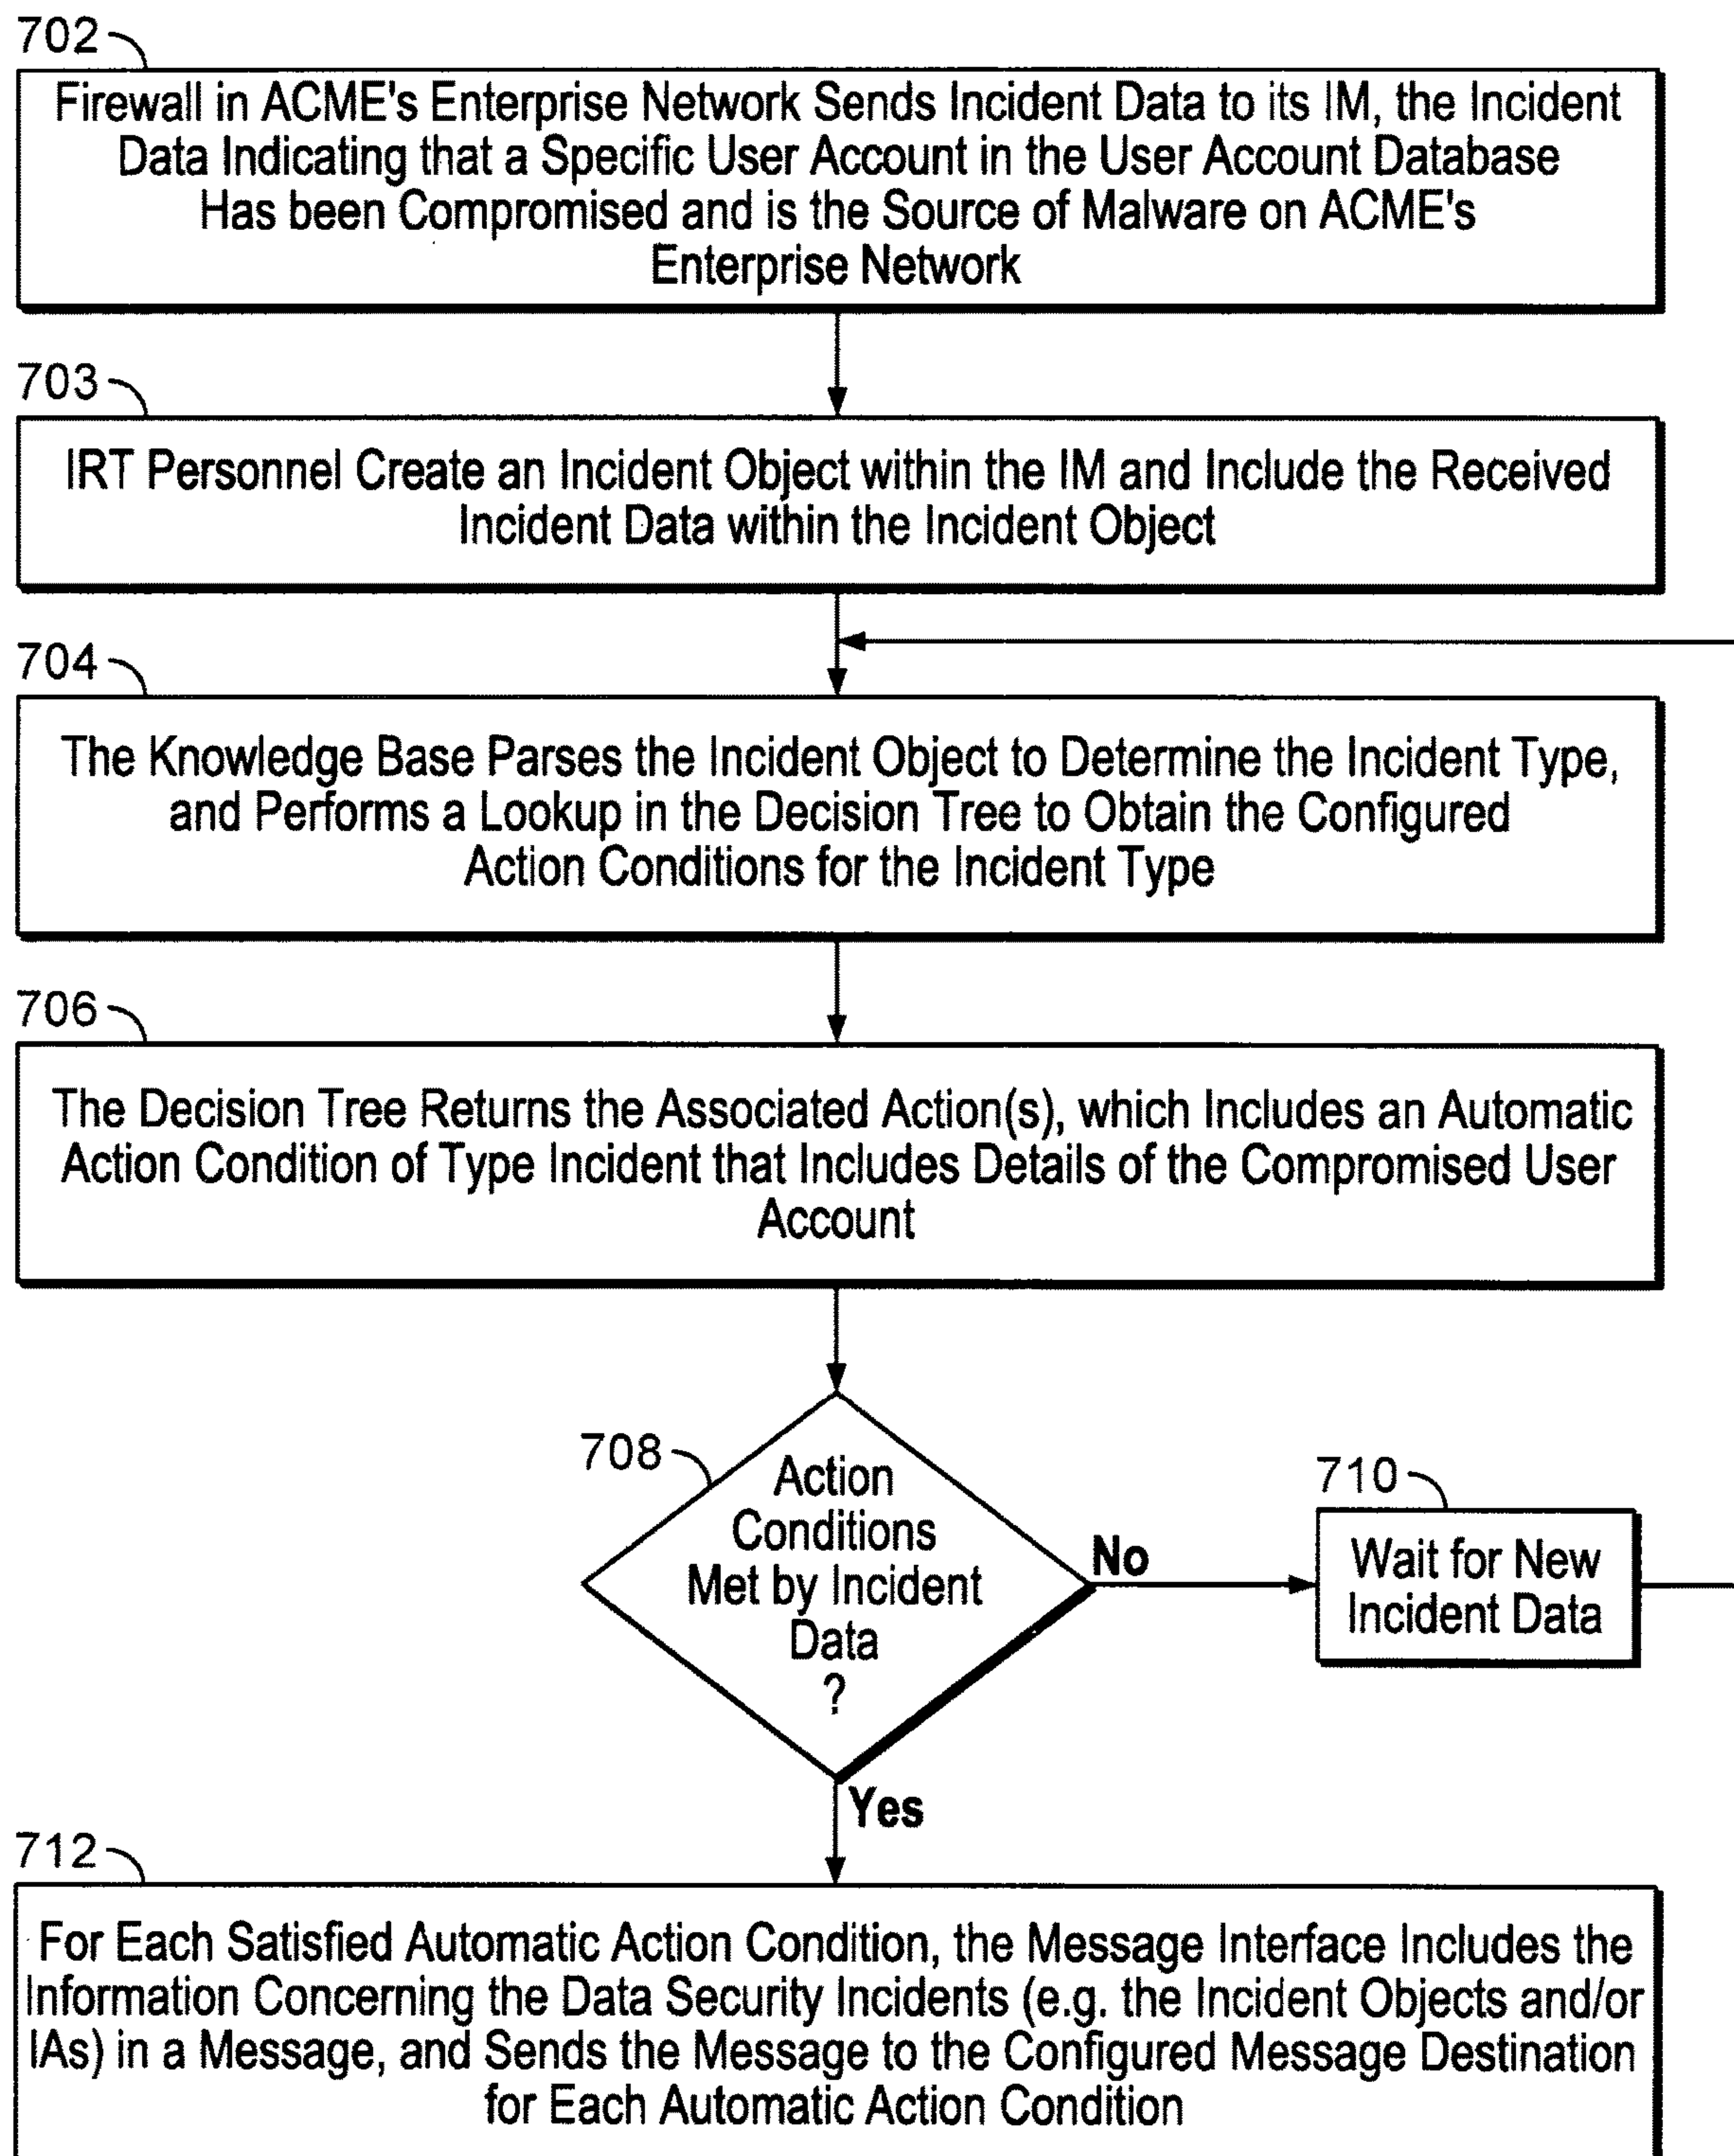 702
Firewall in ACME's Enterprise Network Sends Incident Data to its IM, the Incident
Data Indicating that a Specific User Account in the User Account Database
Has been Compromised and is the Source of Malware on ACME's
Enterprise Network
703
IRT Personnel Create an Incident Object within the IM and Include the Received
Incident Data within the Incident Object
704
The Knowledge Base Parses the Incident Object to Determine the Incident Type,
and Performs a Lookup in the Decision Tree to Obtain the Configured
Action Conditions for the Incident Type
706
The Decision Tree Returns the Associated Action(s), which Includes an Automatic
Action Condition of Type Incident that Includes Details of the Compromised User
Account
708
Action
Conditions
Met by Incident
Data
?
No
710
Wait for New
Incident Data
Yes
712
For Each Satisfied Automatic Action Condition, the Message Interface Includes the
Information Concerning the Data Security Incidents (e.g. the Incident Objects and/or
IAs) in a Message, and Sends the Message to the Configured Message Destination
for Each Automatic Action Condition